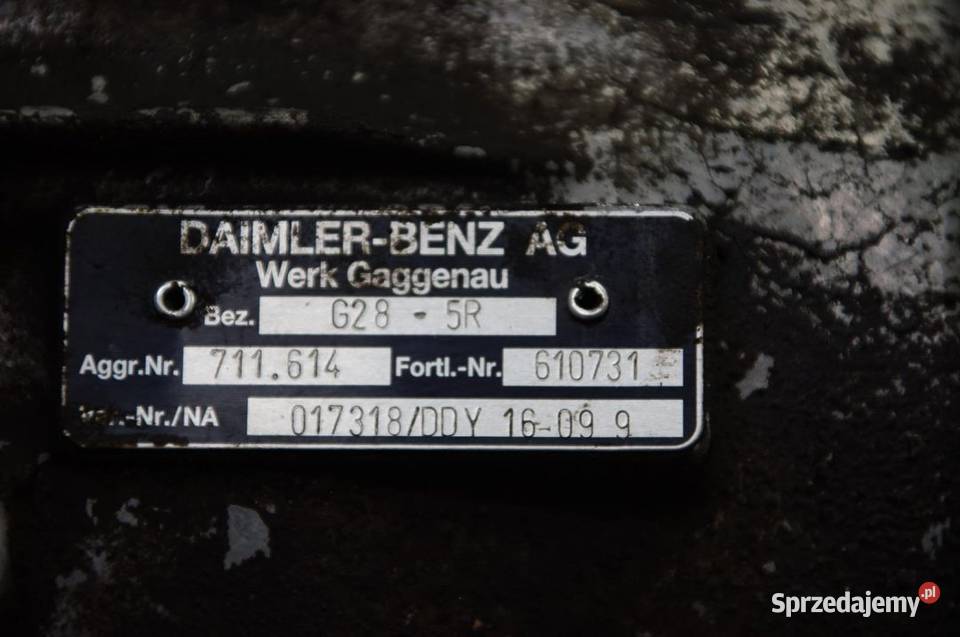 DAIMLER-BENZ AG
Werk Gaggenau
Bez. G28 - 5R
Aggr.Nr. 711.614 Fortl.-Nr. 610731
-Nr./NA 017318/DDY 16-09 9
Sprzedajemy.pl